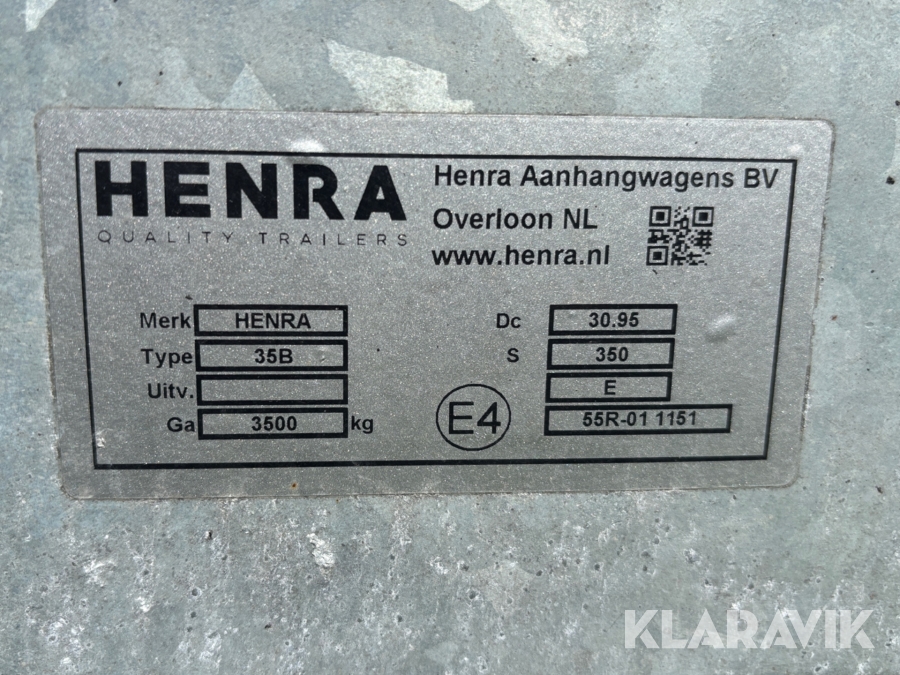 HENRA
QUALITY TRAILERS
Henra Aanhangwagens BV
Overloon NL
www.henra.nl
Merk HENRA
Type 35B
Uitv.
Ga 3500 kg
Dc 30.95
S 350
E
E4 55R-01 1151
KLARAVIK